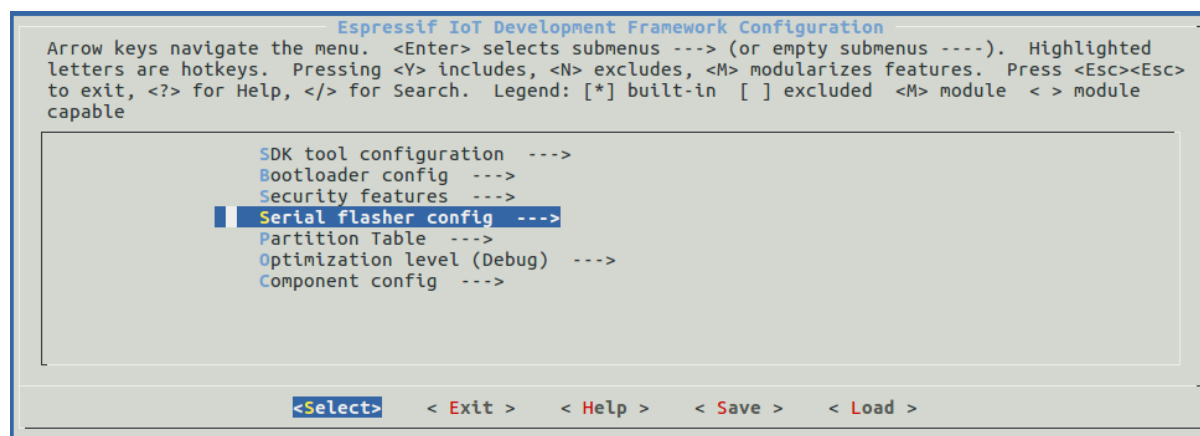 Espressif IoT Development Framework Configuration
Arrow keys navigate the menu.  <Enter> selects submenus ---> (or empty submenus ----).  Highlighted
letters are hotkeys.  Pressing <Y> includes, <N> excludes, <M> modularizes features.  Press <Esc><Esc>
to exit, <?> for Help, </> for Search.  Legend: [*] built-in  [ ] excluded  <M> module  < > module
capable
SDK tool configuration  --->
Bootloader config  --->
Security features  --->
Serial flasher config  --->
Partition Table  --->
Optimization level (Debug)  --->
Component config  --->
<Select>    < Exit >    < Help >    < Save >    < Load >